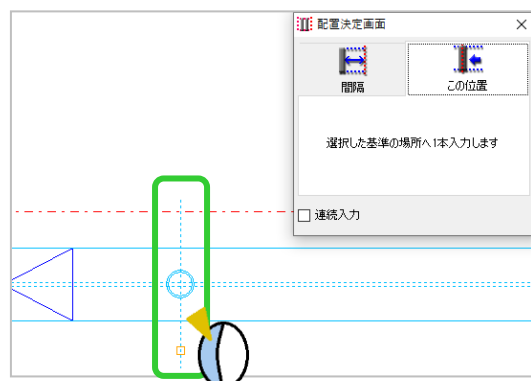 配置決定画面
間隔
この位置
選択した基準の場所へ1本入力します
連続入力